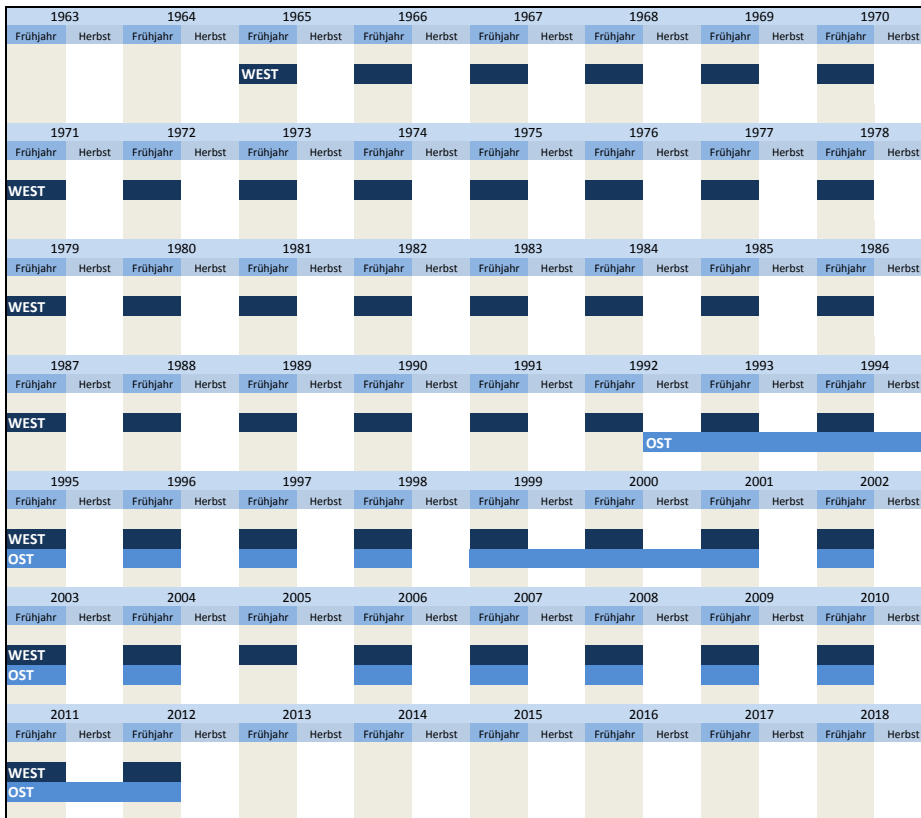 1963 1964 1965 1966 1967 1968 1969 1970
Frühjahr Herbst Frühjahr Herbst Frühjahr Herbst Frühjahr Herbst Frühjahr Herbst Frühjahr Herbst Frühjahr Herbst Frühjahr Herbst
WEST
1971 1972 1973 1974 1975 1976 1977 1978
Frühjahr Herbst Frühjahr Herbst Frühjahr Herbst Frühjahr Herbst Frühjahr Herbst Frühjahr Herbst Frühjahr Herbst Frühjahr Herbst
WEST
1979 1980 1981 1982 1983 1984 1985 1986
Frühjahr Herbst Frühjahr Herbst Frühjahr Herbst Frühjahr Herbst Frühjahr Herbst Frühjahr Herbst Frühjahr Herbst Frühjahr Herbst
WEST
1987 1988 1989 1990 1991 1992 1993 1994
Frühjahr Herbst Frühjahr Herbst Frühjahr Herbst Frühjahr Herbst Frühjahr Herbst Frühjahr Herbst Frühjahr Herbst Frühjahr Herbst
WEST
OST
1995 1996 1997 1998 1999 2000 2001 2002
Frühjahr Herbst Frühjahr Herbst Frühjahr Herbst Frühjahr Herbst Frühjahr Herbst Frühjahr Herbst Frühjahr Herbst Frühjahr Herbst
WEST
OST
2003 2004 2005 2006 2007 2008 2009 2010
Frühjahr Herbst Frühjahr Herbst Frühjahr Herbst Frühjahr Herbst Frühjahr Herbst Frühjahr Herbst Frühjahr Herbst Frühjahr Herbst
WEST
OST
2011 2012 2013 2014 2015 2016 2017 2018
Frühjahr Herbst Frühjahr Herbst Frühjahr Herbst Frühjahr Herbst Frühjahr Herbst Frühjahr Herbst Frühjahr Herbst Frühjahr Herbst
WEST
OST